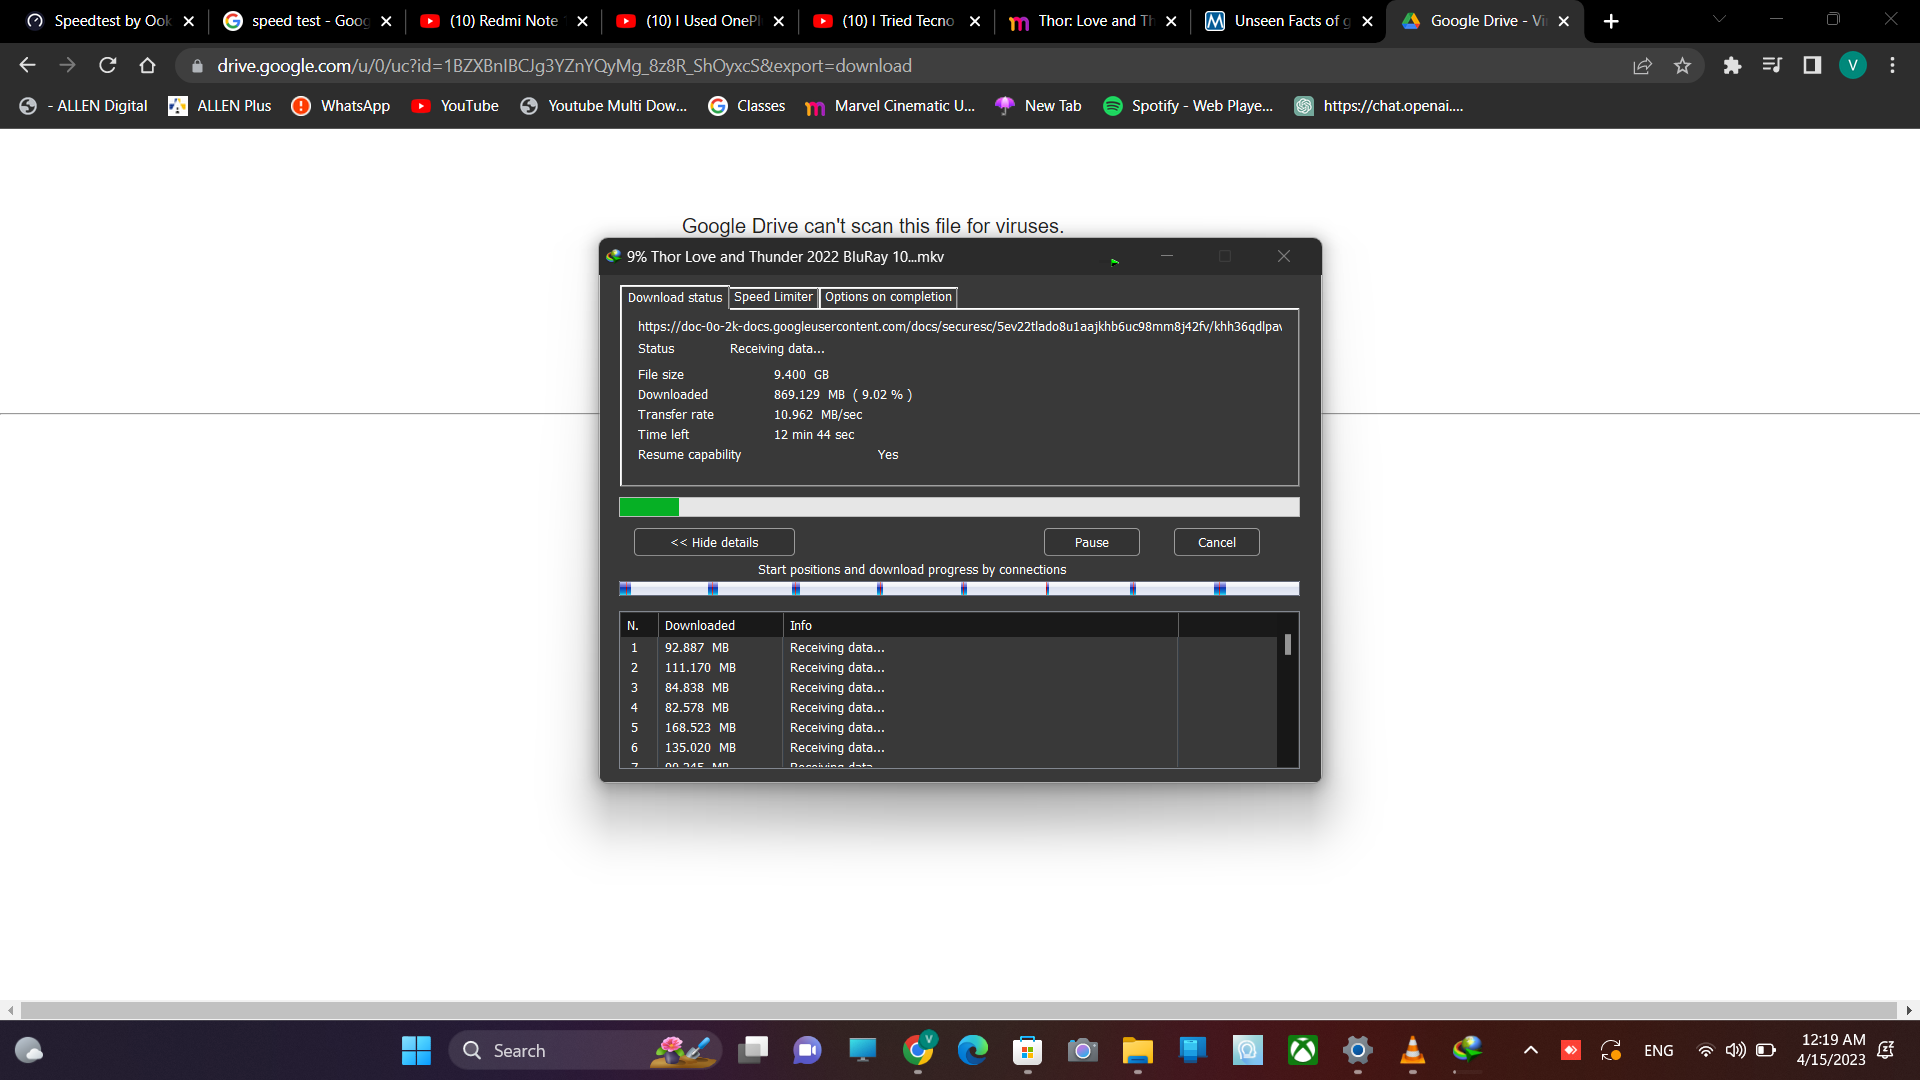 Speedtest by Ook
speed test - Goog
(10) Redmi Note
(10) I Used OnePl
(10) I Tried Tecno
Thor: Love and Th
Unseen Facts of g
Google Drive - Vi
drive.google.com/u/0/uc?id=1BZXBnIBCJg3YZnYQyMg_8z8R_ShOyxcS&export=download
V
- ALLEN Digital
ALLEN Plus
WhatsApp
YouTube
Youtube Multi Dow...
Classes
Marvel Cinematic U...
New Tab
Spotify - Web Playe...
https://chat.openai....
Google Drive can't scan this file for viruses.
9% Thor Love and Thunder 2022 BluRay 10...mkv
Download status
Speed Limiter
Options on completion
https://doc-0o-2k-docs.googleusercontent.com/docs/securesc/5ev22tlado8u1aajkhb6uc98mm8j42fv/khh36qdlpav
Status Receiving data...
File size 9.400 GB
Downloaded 869.129 MB ( 9.02 % )
Transfer rate 10.962 MB/sec
Time left 12 min 44 sec
Resume capability Yes
<< Hide details
Pause
Cancel
Start positions and download progress by connections
N. Downloaded Info
1 92.887 MB Receiving data...
2 111.170 MB Receiving data...
3 84.838 MB Receiving data...
4 82.578 MB Receiving data...
5 168.523 MB Receiving data...
6 135.020 MB Receiving data...
Search
V
ENG
12:19 AM
4/15/2023